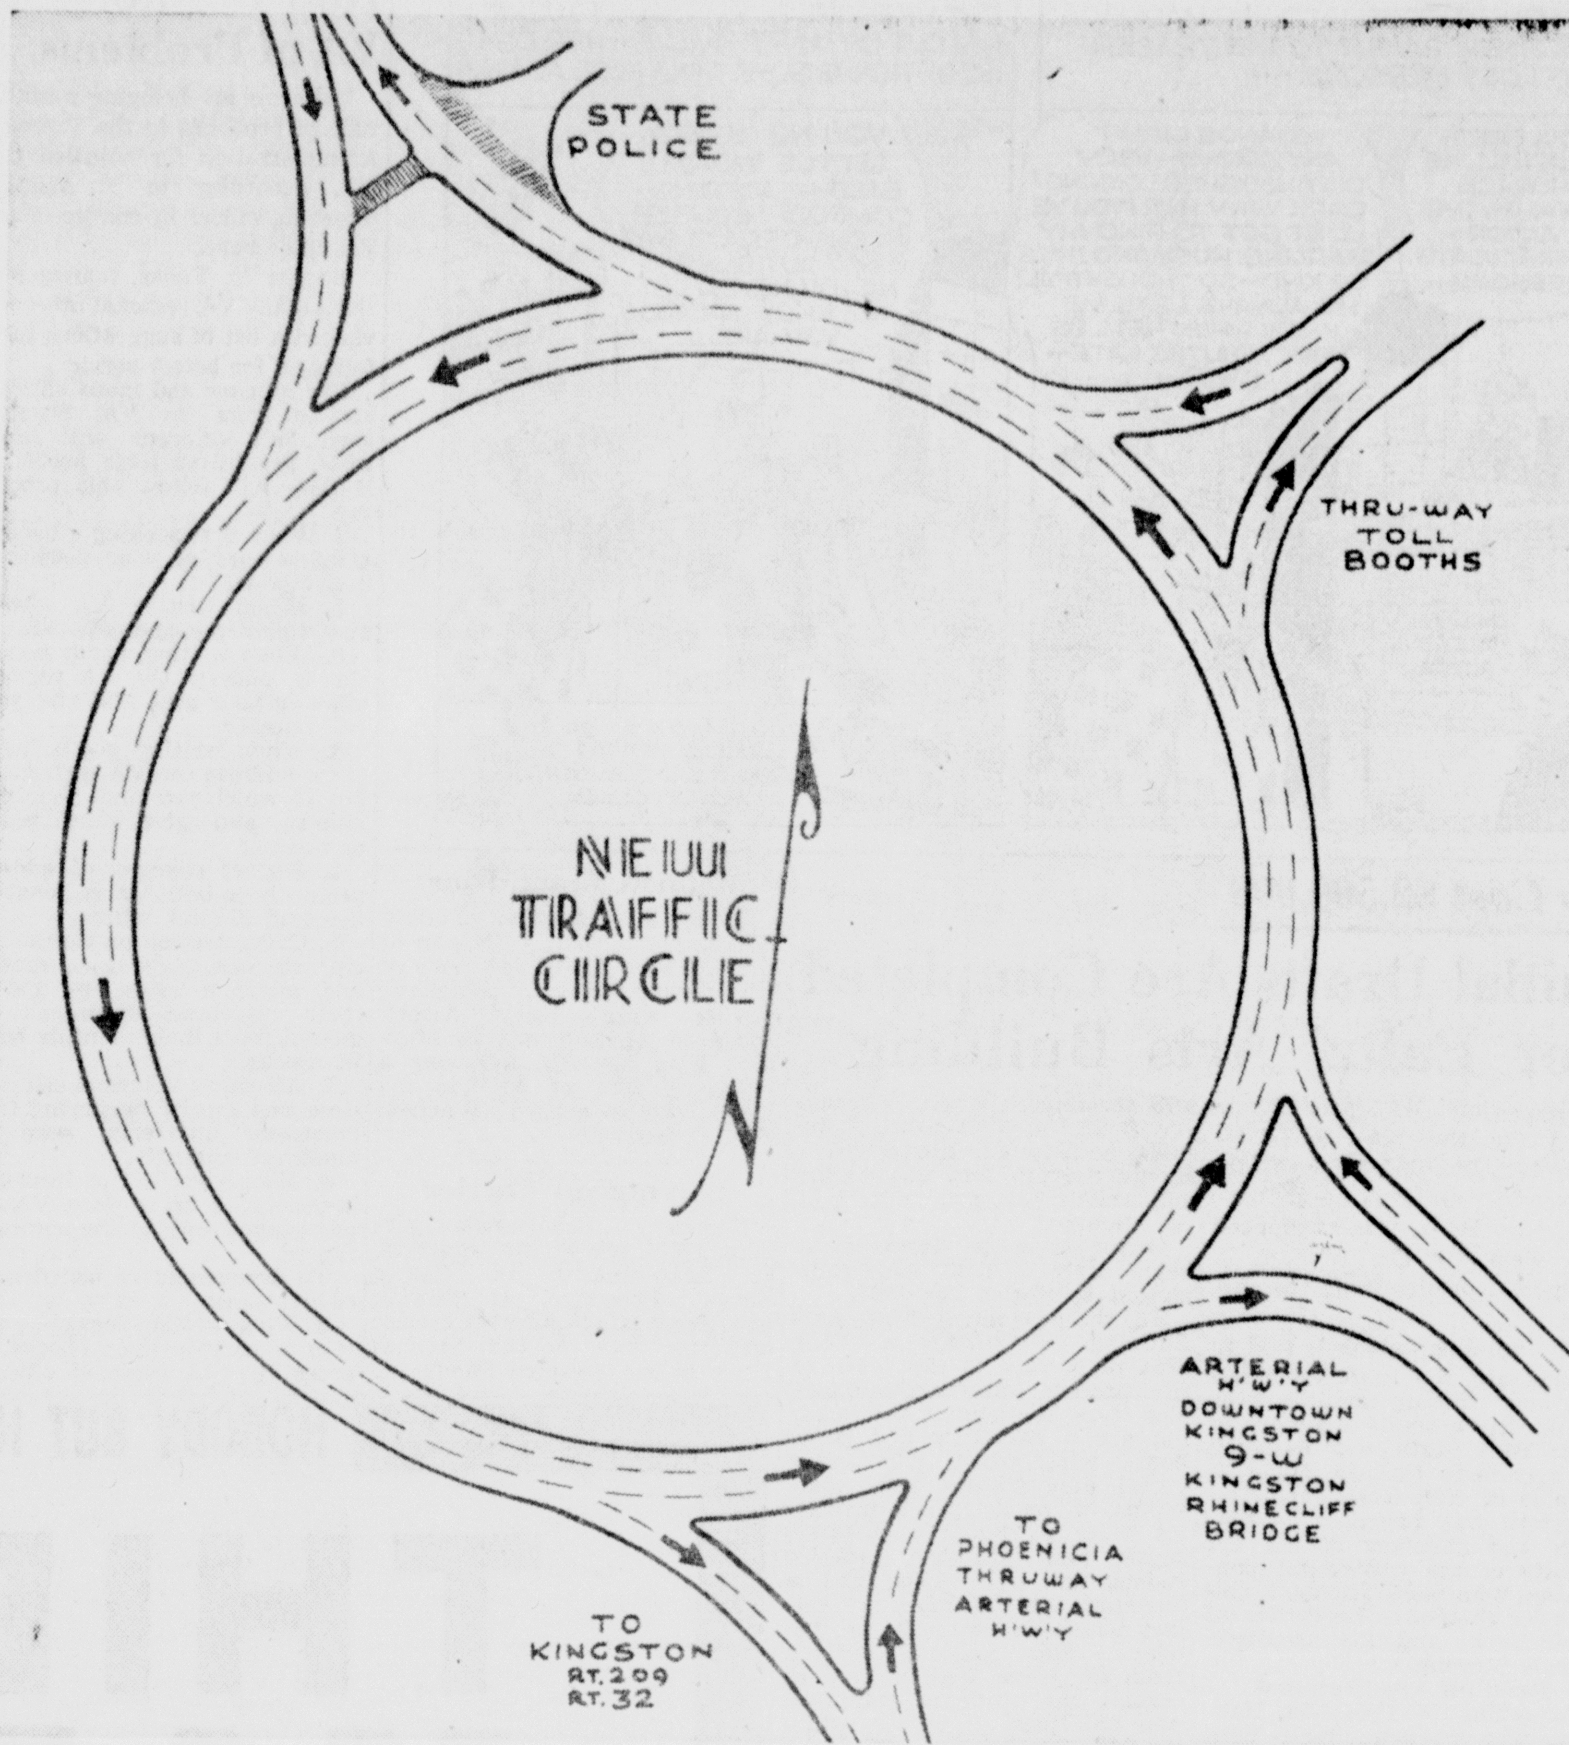 STATE
POLICE
THRU-WAY
TOLL
BOOTHS
NEW
TRAFFIC
CIRCLE
N
ARTERIAL
H'W'Y
DOWNTOWN
KINGSTON
9-W
KINGSTON
RHINECLIFF
BRIDGE
TO
PHOENICIA
THRUWAY
ARTERIAL
H'W'Y
TO
KINGSTON
RT. 209
RT. 32